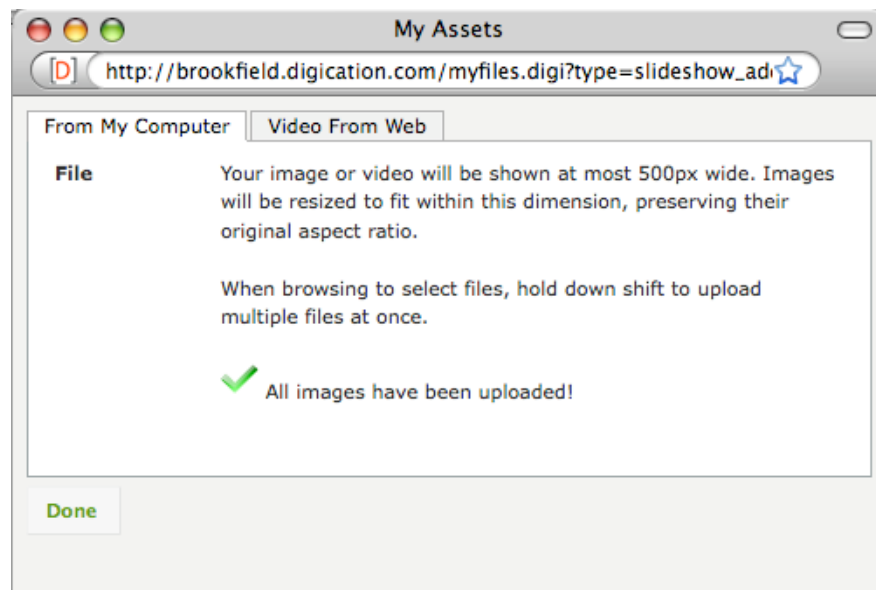 My Assets
[D] http://brookfield.digication.com/myfiles.digi?type=slideshow_ad
From My Computer Video From Web
File Your image or video will be shown at most 500px wide. Images
will be resized to fit within this dimension, preserving their
original aspect ratio.
When browsing to select files, hold down shift to upload
multiple files at once.
All images have been uploaded!
Done